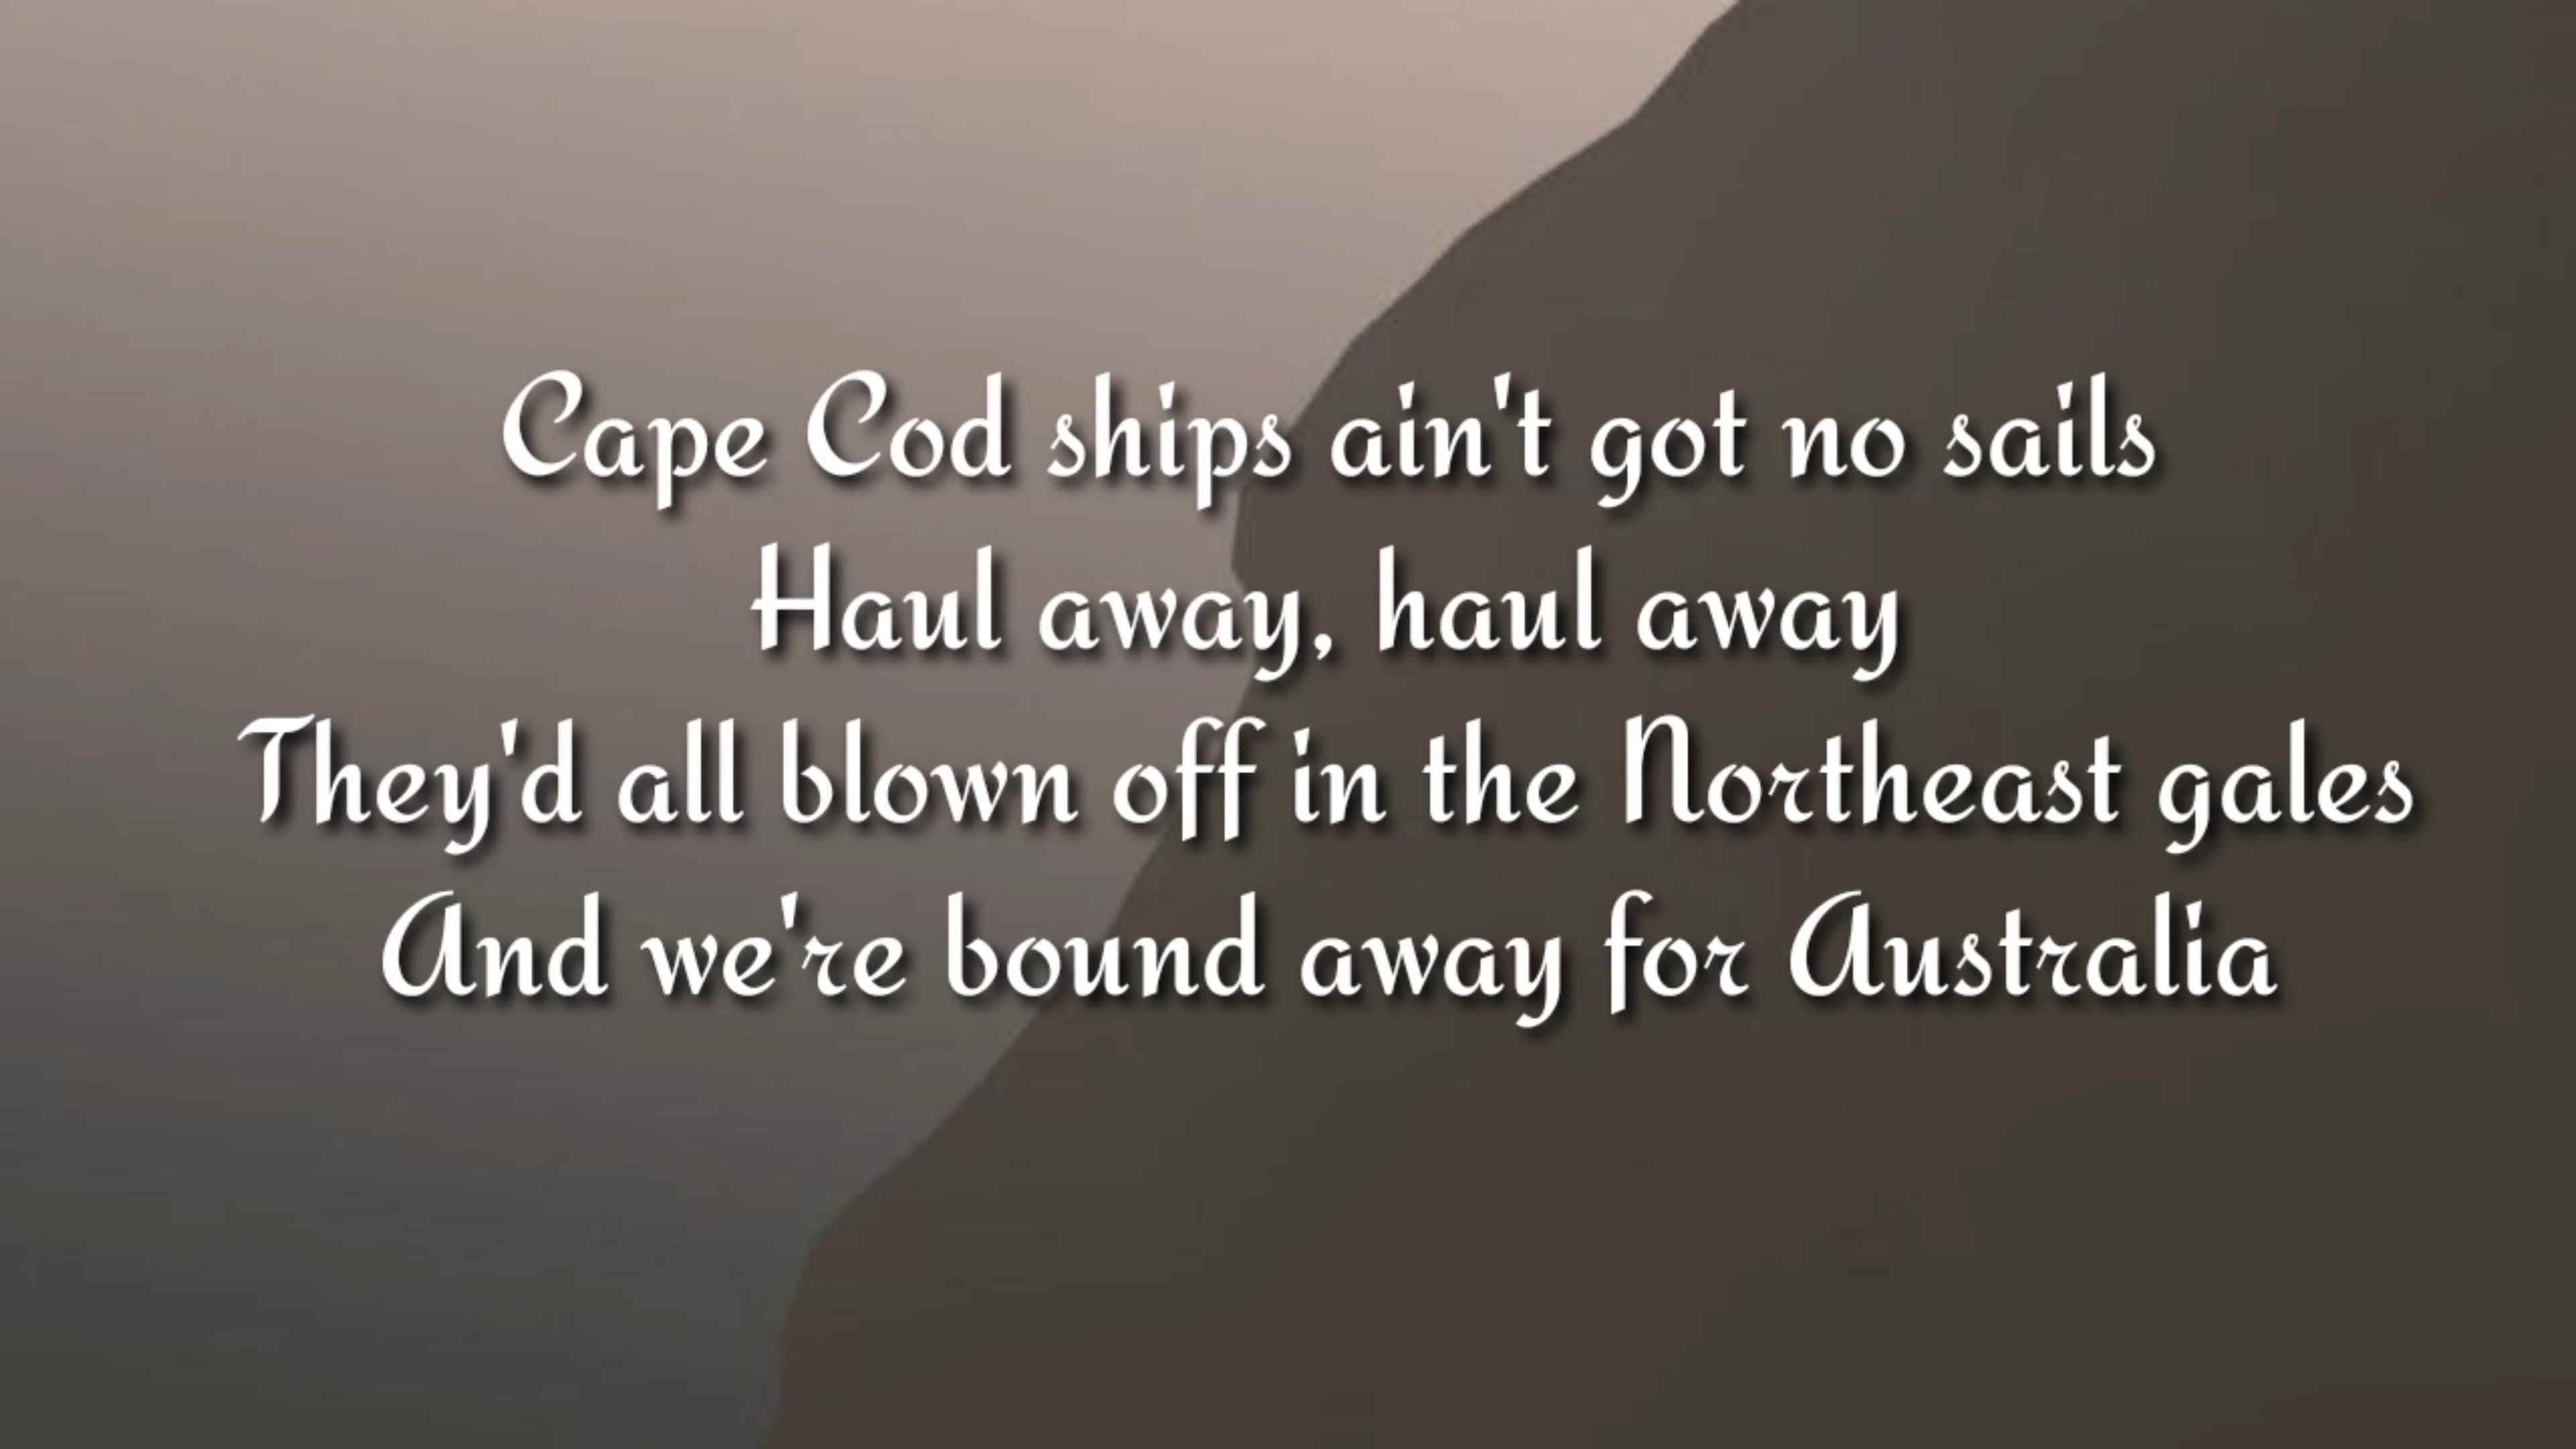 Cape Cod ships ain't got no sails
Haul away, haul away
They'd all blown off in the Northeast gales
And we're bound away for Australia